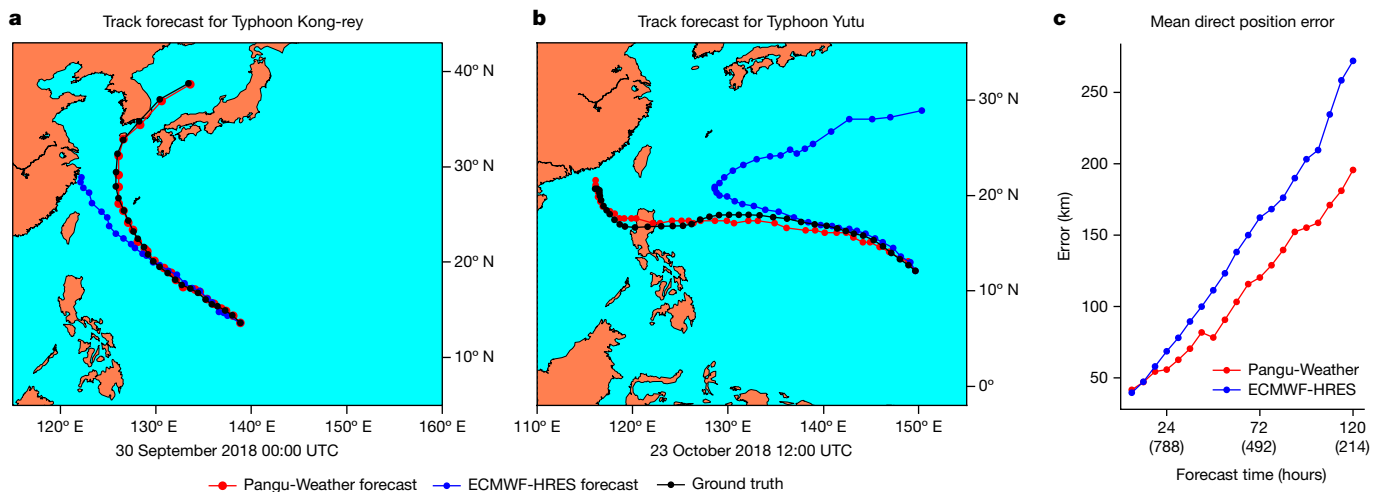 a
Track forecast for Typhoon Kong-rey
40° N
30° N
20° N
10° N
120° E
130° E
140° E
150° E
160° E
30 September 2018 00:00 UTC
b
Track forecast for Typhoon Yutu
30° N
20° N
10° N
0°
110° E
120° E
130° E
140° E
150° E
23 October 2018 12:00 UTC
Pangu-Weather forecast
ECMWF-HRES forecast
Ground truth
c
Mean direct position error
Error (km)
250
200
150
100
50
Pangu-Weather
ECMWF-HRES
24
72
120
(788)
(492)
(214)
Forecast time (hours)